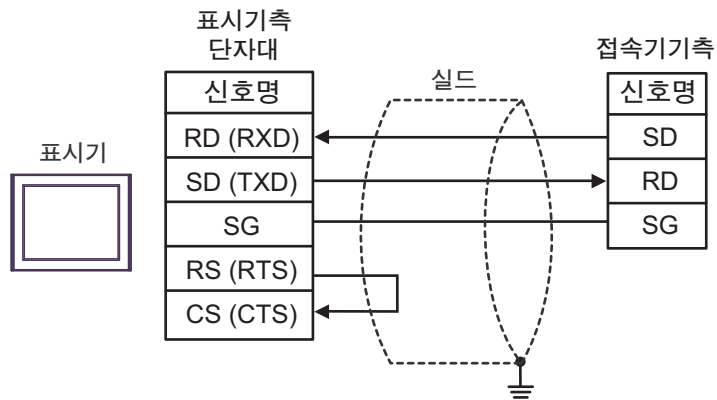 표시기측
단자대
접속기기측
실드
신호명
신호명
RD (RXD)
SD
표시기
SD (TXD)
RD
SG
SG
RS (RTS)
CS (CTS)